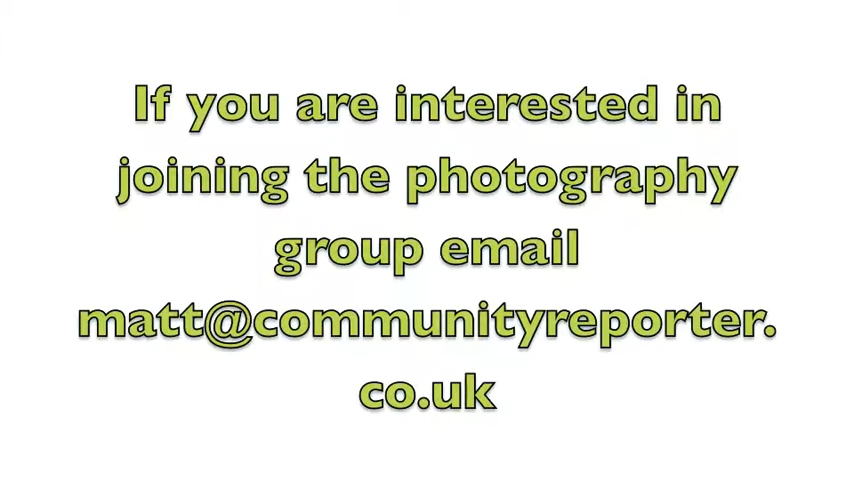 If you are interested in
joining the photography
group email
matt@communityreporter.
co.uk